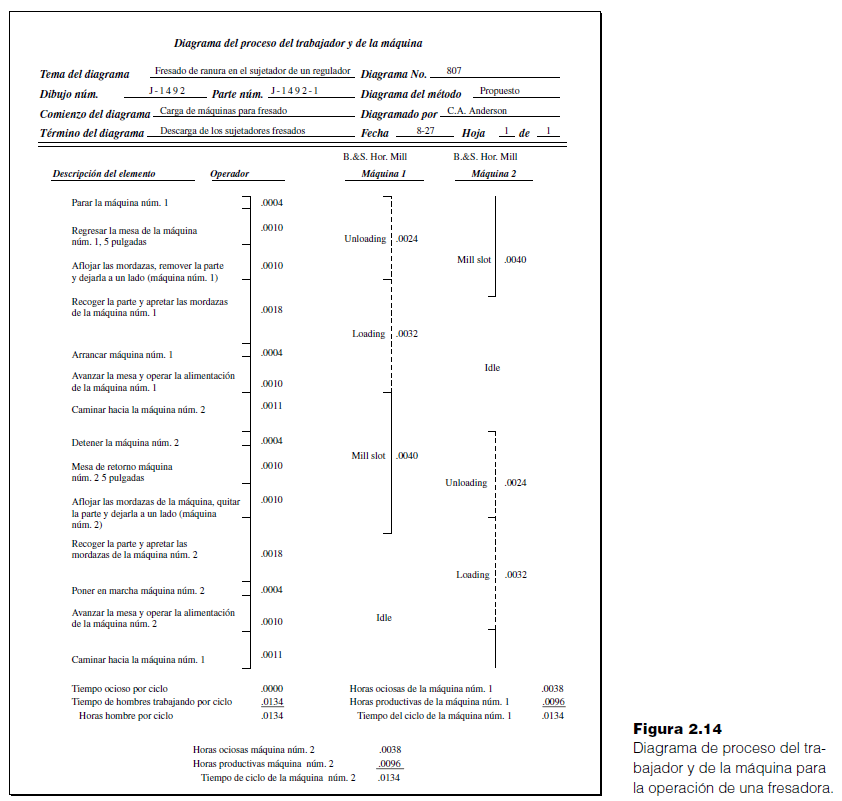 Diagrama del proceso del trabajador y de la máquina
Tema del diagrama Fresado de ranura en el sujetador de un regulador Diagrama No. 807
Dibujo núm. J-1492 Parte núm. J-1492-1 Diagrama del método Propuesto
Comienzo del diagrama Carga de máquinas para fresado Diagramado por C.A. Anderson
Término del diagrama Descarga de los sujetadores fresados Fecha 8-27 Hoja 1 de 1
B.&S. Hor. Mill B.&S. Hor. Mill
Descripción del elemento Operador Máquina 1 Máquina 2
Parar la máquina núm. 1 .0004
Regresar la mesa de la máquina
núm. 1, 5 pulgadas
.0010
Unloading .0024
Mill slot .0040
Aflojar las mordazas, remover la parte
y dejarla a un lado (máquina núm. 1)
.0010
Recoger la parte y apretar las mordazas
de la máquina núm. 1
.0018
Loading .0032
Arrancar máquina núm. 1 .0004
Idle
Avanzar la mesa y operar la alimentación
de la máquina núm. 1
.0010
Caminar hacia la máquina núm. 2 .0011
Detener la máquina núm. 2 .0004
Mill slot .0040
Mesa de retorno máquina
núm. 2 5 pulgadas
.0010
Unloading .0024
Aflojar las mordazas de la máquina, quitar
la parte y dejarla a un lado (máquina
núm. 2)
.0010
Recoger la parte y apretar las
mordazas de la máquina núm. 2
.0018
Loading .0032
Poner en marcha máquina núm. 2 .0004
Avanzar la mesa y operar la alimentación
de la máquina núm. 2
.0010
Idle
Caminar hacia la máquina núm. 1 .0011
Tiempo ocioso por ciclo .0000 Horas ociosas de la máquina núm. 1 .0038
Tiempo de hombres trabajando por ciclo .0134 Horas productivas de la máquina núm. 1 .0096
Horas hombre por ciclo .0134 Tiempo del ciclo de la máquina núm. 1 .0134
Horas ociosas máquina núm. 2 .0038
Horas productivas máquina núm. 2 .0096
Tiempo de ciclo de la máquina núm. 2 .0134
Figura 2.14
Diagrama de proceso del tra-
bajador y de la máquina para
la operación de una fresadora.